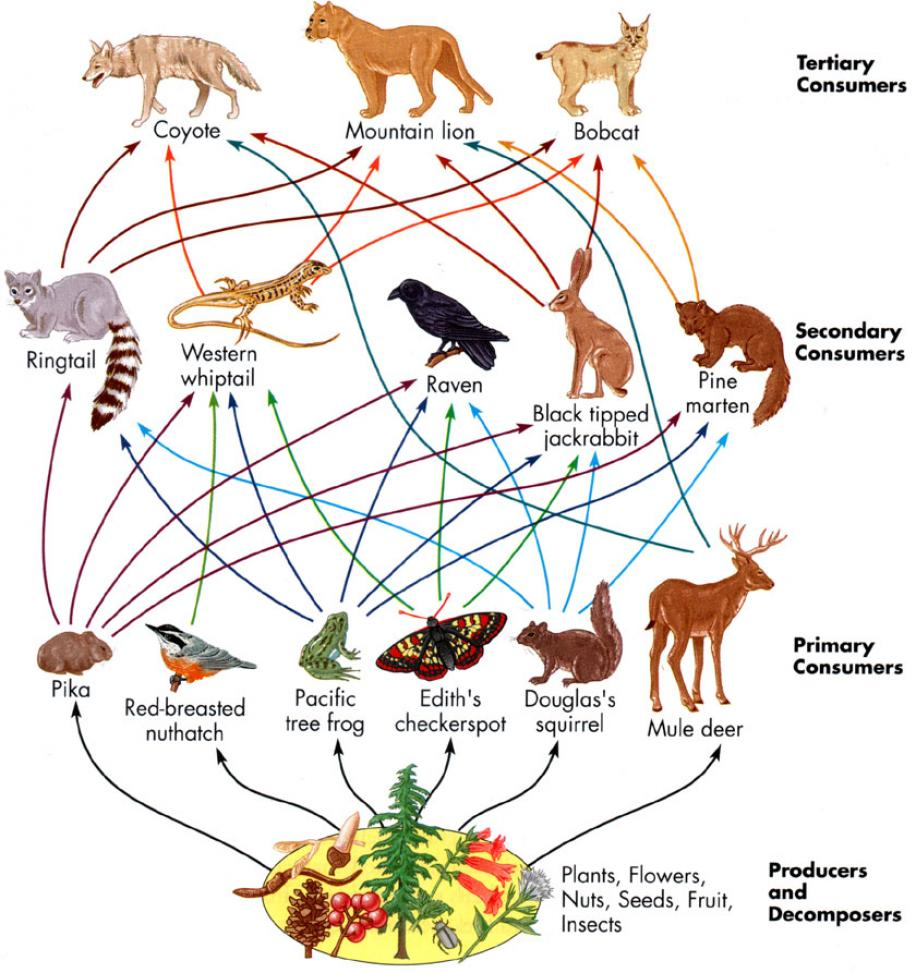 Tertiary
Consumers
Coyote
Mountain lion
Bobcat
Secondary
Consumers
Ringtail
Western
whiptail
Raven
Black tipped
jackrabbit
Pine
marten
Primary
Consumers
Pika
Red-breasted
nuthatch
Pacific
tree frog
Edith's
checkerspot
Douglas's
squirrel
Mule deer
Plants, Flowers,
Nuts, Seeds, Fruit,
Insects
Producers
and
Decomposers